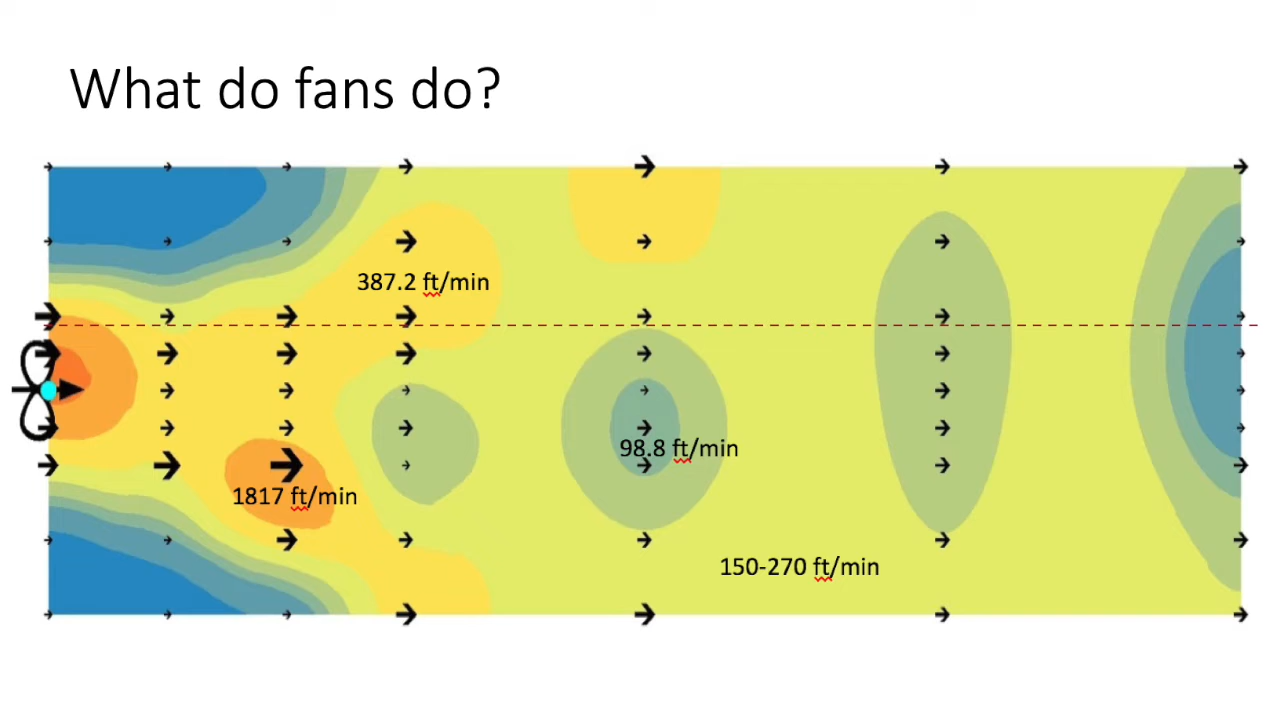 What do fans do?
387.2 ft/min
98.8 ft/min
1817 ft/min
150-270 ft/min